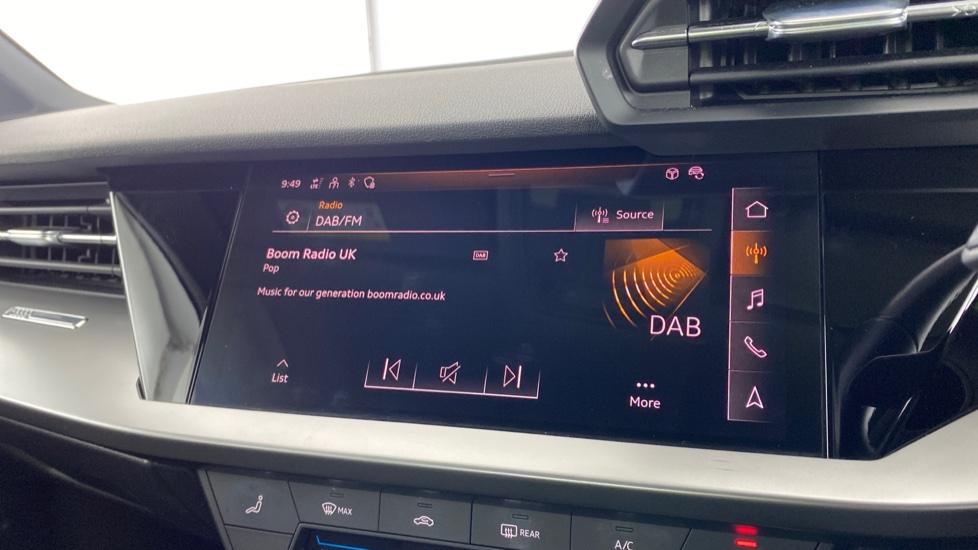 9:49
LTE
Radio
DAB/FM
Source
Boom Radio UK
DAB
Pop
Music for our generation boomradio.co.uk
DAB
List
More
MAX
REAR
A/C